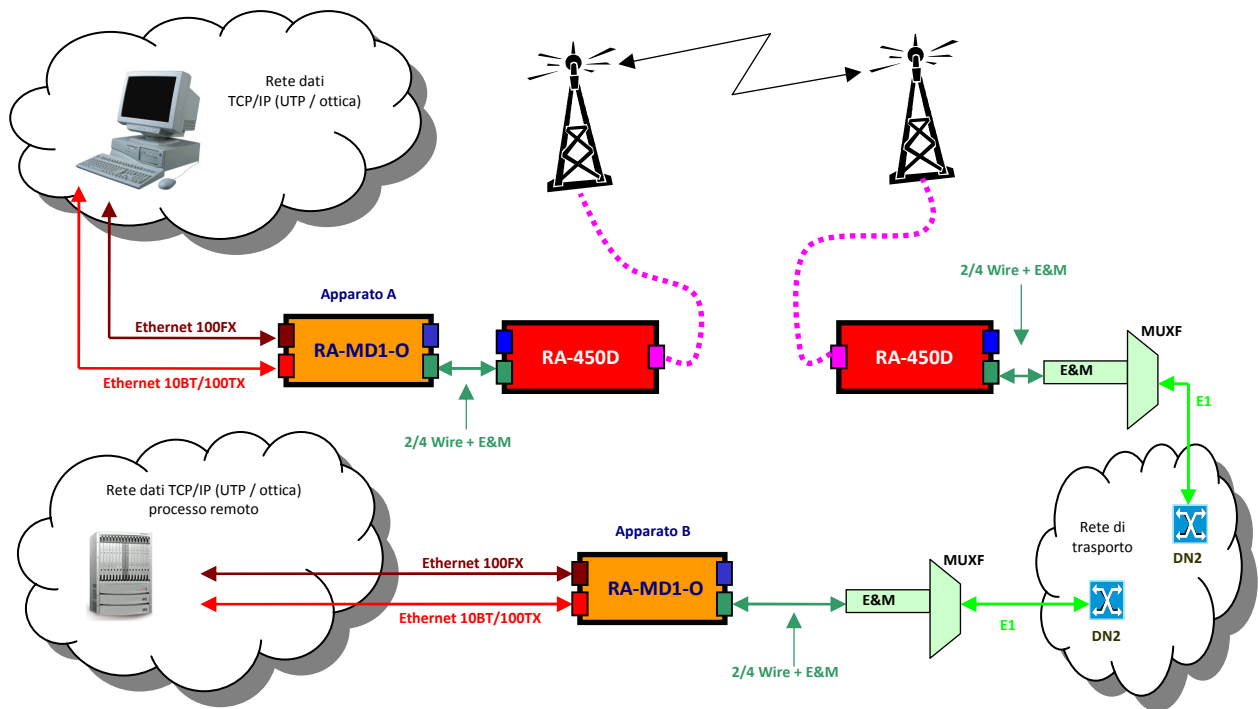 Rete dati
TCP/IP (UTP / ottica)
2/4 Wire + E&M
Apparato A
MUXF
Ethernet 100FX
RA-MD1-O
RA-450D
RA-450D
E&M
Ethernet 10BT/100TX
E1
2/4 Wire + E&M
Rete dati TCP/IP (UTP / ottica)
processo remoto
Rete di
trasporto
Apparato B
DN2
Ethernet 100FX
MUXF
RA-MD1-O
E&M
Ethernet 10BT/100TX
E1
DN2
2/4 Wire + E&M